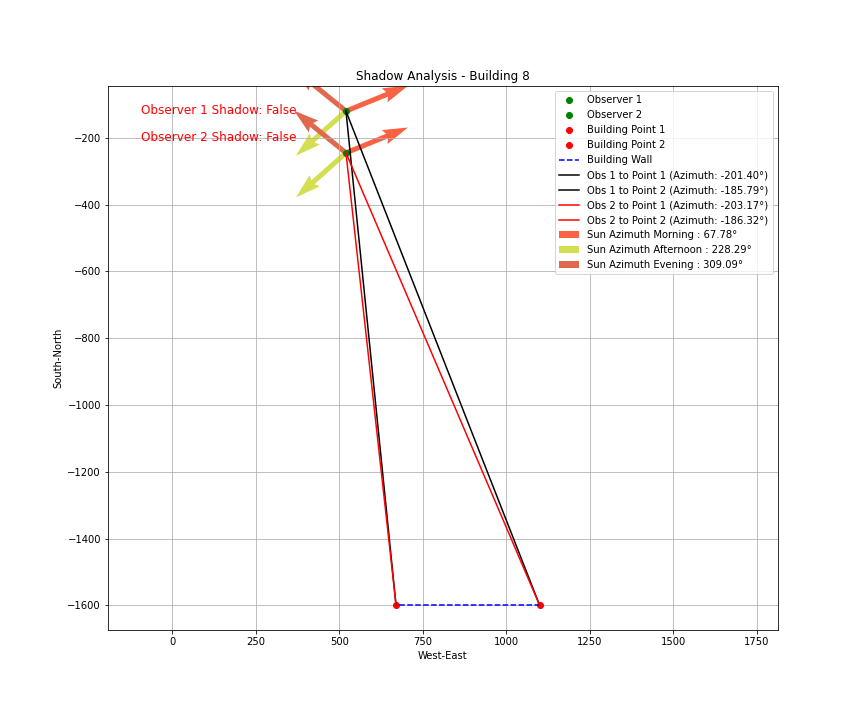 Shadow Analysis - Building 8
Observer 1 Shadow: False
Observer 2 Shadow: False
Observer 1
Observer 2
Building Point 1
Building Point 2
Building Wall
Obs 1 to Point 1 (Azimuth: -201.40°)
Obs 1 to Point 2 (Azimuth: -185.79°)
Obs 2 to Point 1 (Azimuth: -203.17°)
Obs 2 to Point 2 (Azimuth: -186.32°)
Sun Azimuth Morning : 67.78°
Sun Azimuth Afternoon : 228.29°
Sun Azimuth Evening : 309.09°
South-North
−200
−400
−600
−800
−1000
−1200
−1400
−1600
0 250 500 750 1000 1250 1500 1750
West-East